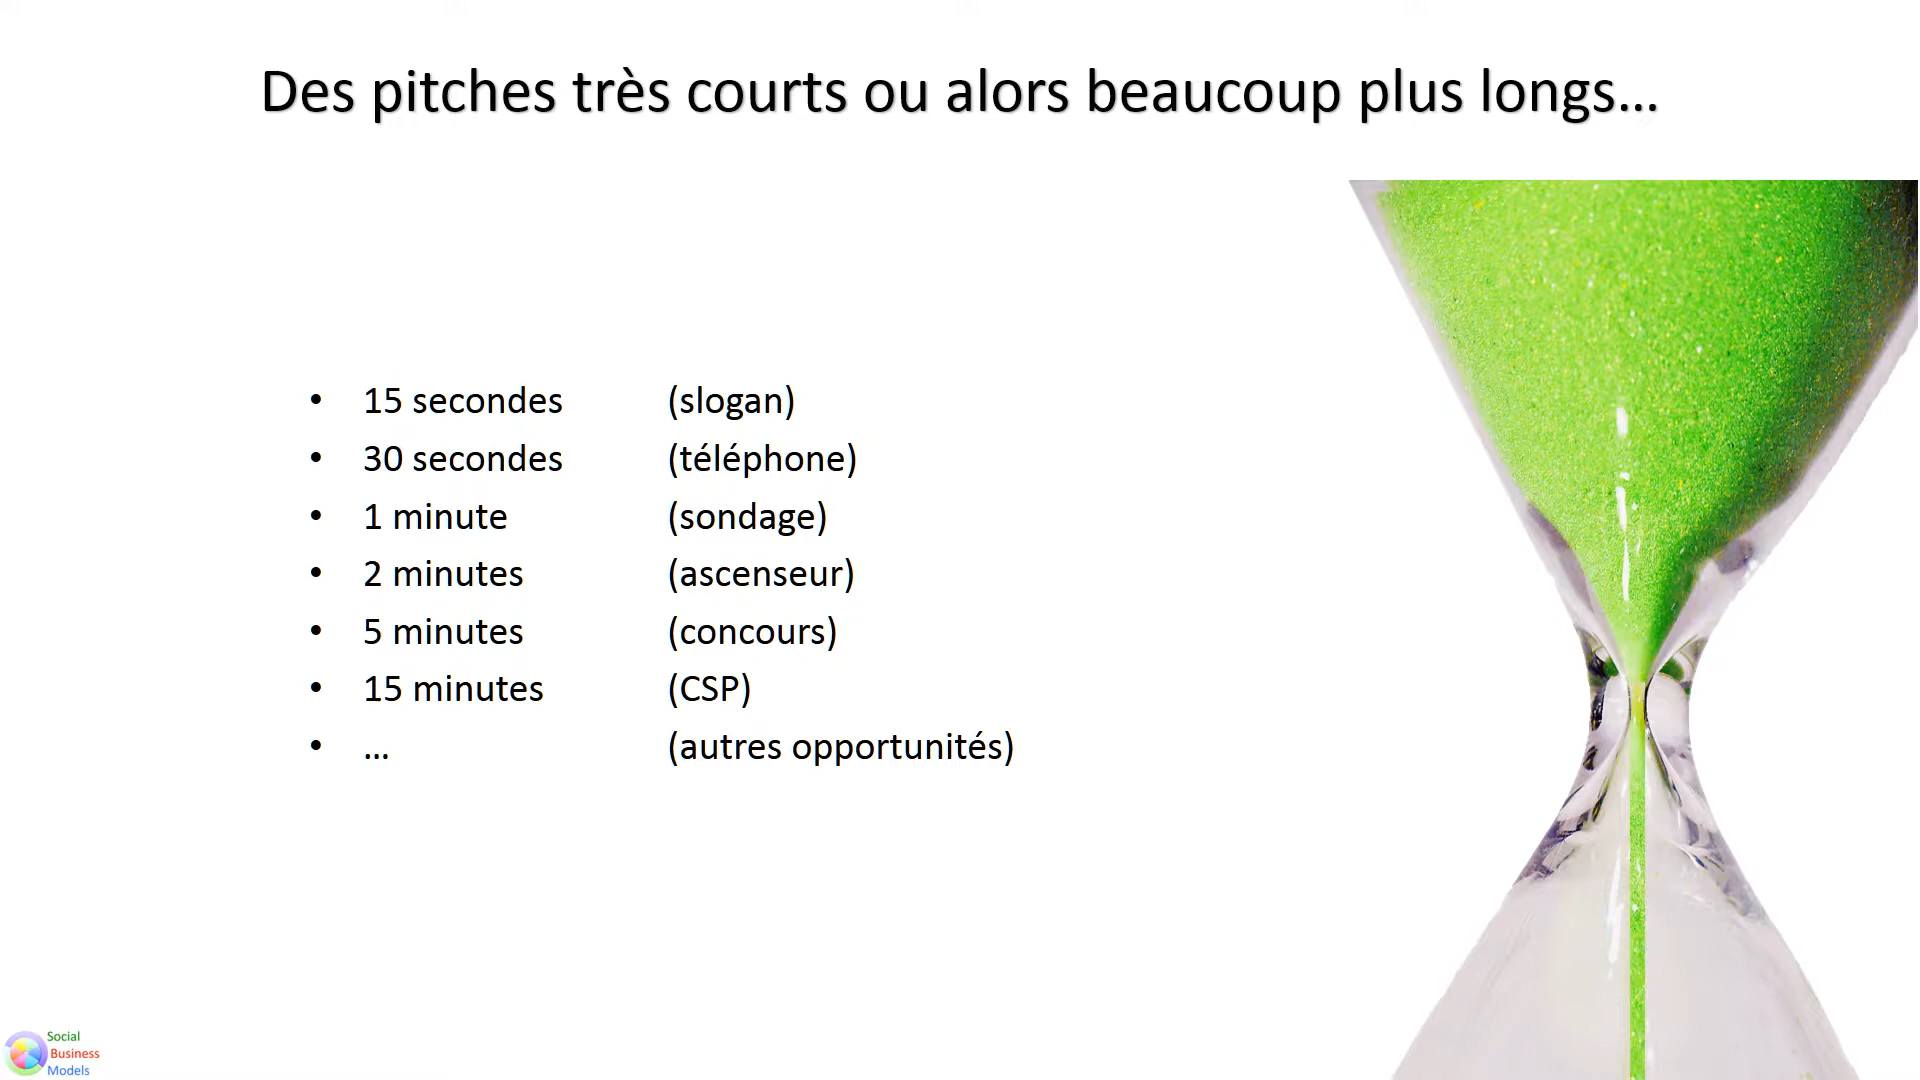 Des pitches très courts ou alors beaucoup plus longs...
• 15 secondes (slogan)
• 30 secondes (téléphone)
• 1 minute (sondage)
• 2 minutes (ascenseur)
• 5 minutes (concours)
• 15 minutes (CSP)
• ... (autres opportunités)
Social
Business
Models